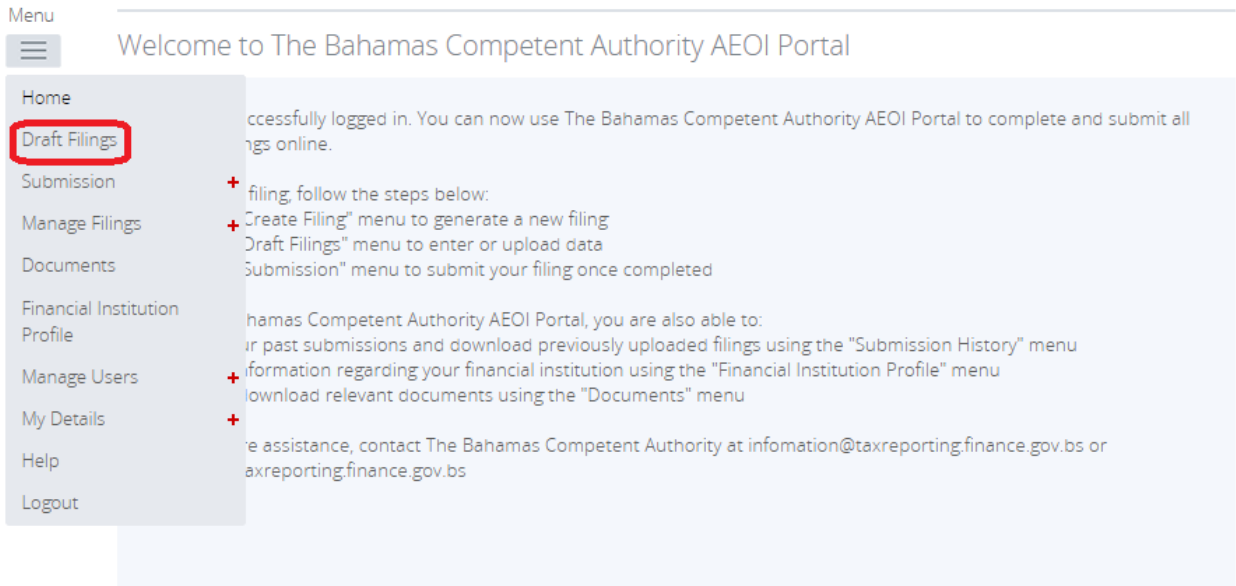 Menu
Welcome to The Bahamas Competent Authority AEOI Portal
Home
Draft Filings
Submission
Manage Filings
Documents
Financial Institution
Profile
Manage Users
My Details
Help
Logout
ccessfully logged in. You can now use The Bahamas Competent Authority AEOI Portal to complete and submit all
ngs online.
filing, follow the steps below:
Create Filing" menu to generate a new filing
Draft Filings" menu to enter or upload data
Submission" menu to submit your filing once completed
hamas Competent Authority AEOI Portal, you are also able to:
ur past submissions and download previously uploaded filings using the "Submission History" menu
nformation regarding your financial institution using the "Financial Institution Profile" menu
download relevant documents using the "Documents" menu
re assistance, contact The Bahamas Competent Authority at infomation@taxreporting.finance.gov.bs or
axreporting.finance.gov.bs